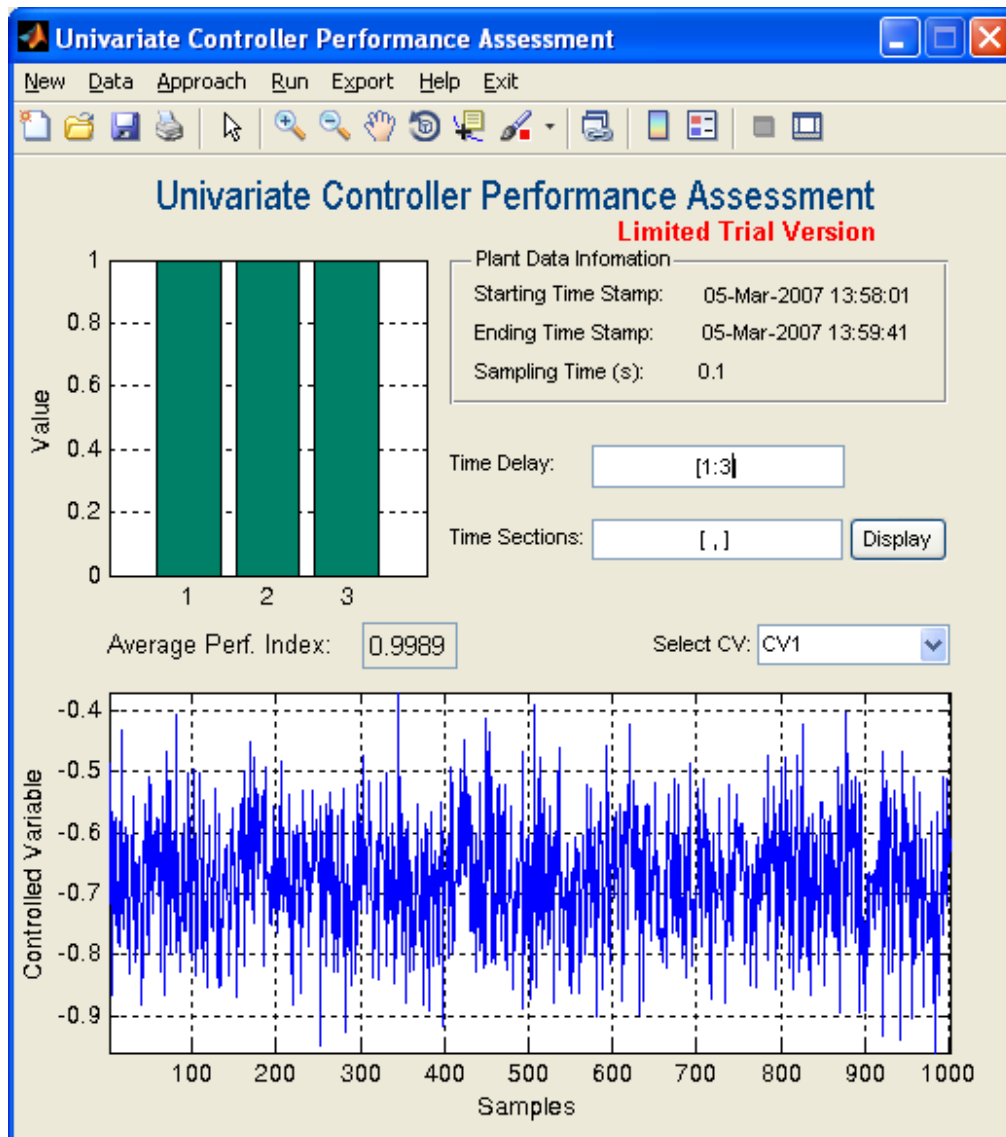 Univariate Controller Performance Assessment
New Data Approach Run Export Help Exit
Univariate Controller Performance Assessment
Limited Trial Version
Plant Data Infomation
Starting Time Stamp: 05-Mar-2007 13:58:01
Ending Time Stamp: 05-Mar-2007 13:59:41
Sampling Time (s): 0.1
Value
1
0.8
0.6
0.4
0.2
0
1 2 3
Time Delay: [1:3]
Time Sections: [ , ] Display
Average Perf. Index: 0.9989
Select CV: CV1
Controlled Variable
-0.4
-0.5
-0.6
-0.7
-0.8
-0.9
100 200 300 400 500 600 700 800 900 1000
Samples